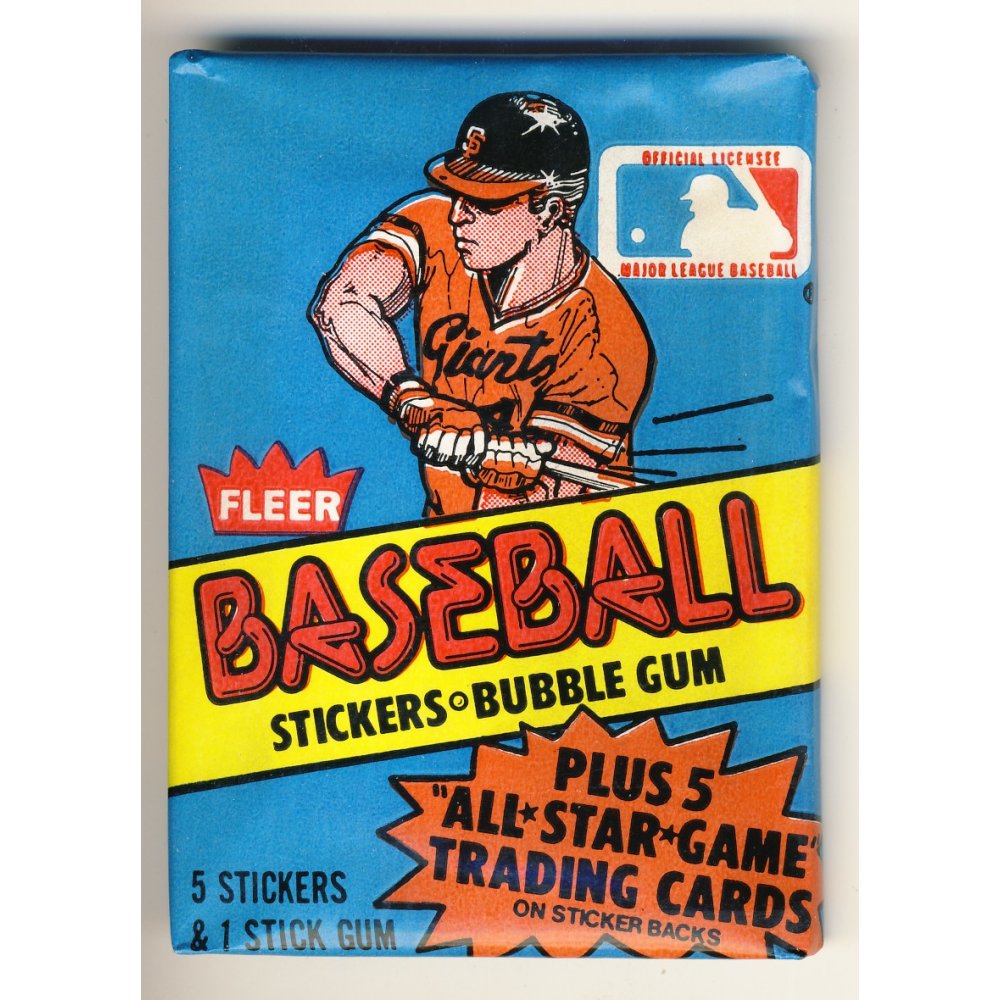 SF
OFFICIAL LICENSEE
MAJOR LEAGUE BASEBALL
Giants
FLEER
BASEBALL
STICKERS BUBBLE GUM
PLUS 5
"ALL★STAR★GAME"
TRADING CARDS
ON STICKER BACKS
5 STICKERS
& 1 STICK GUM